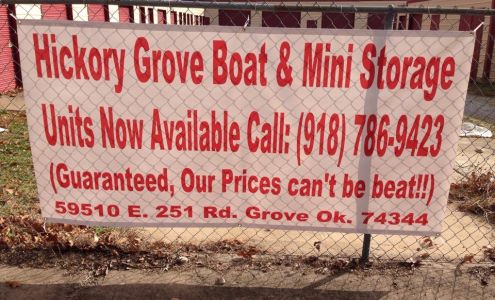 Hickory Grove Boat & Mini Storage
Units Now Available Call: (918) 786-9423
(Guaranteed, Our Prices can't be beat!!)
59510 E. 251 Rd. Grove Ok. 74344